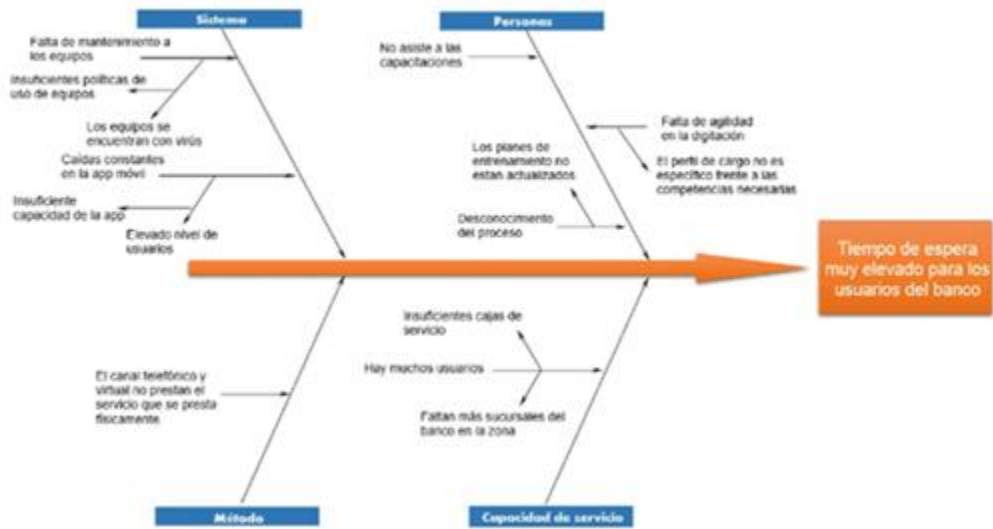 Sistema
Falta de mantenimiento a
los equipos
Insuficientes políticas de
uso de equipos
Los equipos se
encuentran con virús
Caídas constantes
en la app móvil
Insuficiente
capacidad de la app
Elevado nivel de
usuarios
Personas
No asiste a las
capacitaciones
Falta de agilidad
en la digitación
El perfil de cargo no es
específico frente a las
competencias necesarias
Los planes de
entrenamiento no
estan actualizados
Desconocimiento
del proceso
Tiempo de espera
muy elevado para los
usuarios del banco
El canal telefónico y
virtual no prestan el
servicio que se presta
físicamente
Método
Insuficientes cajas de
servicio
Hay muchos usuarios
Faltan más sucursales del
banco en la zona
Capacidad de servicio